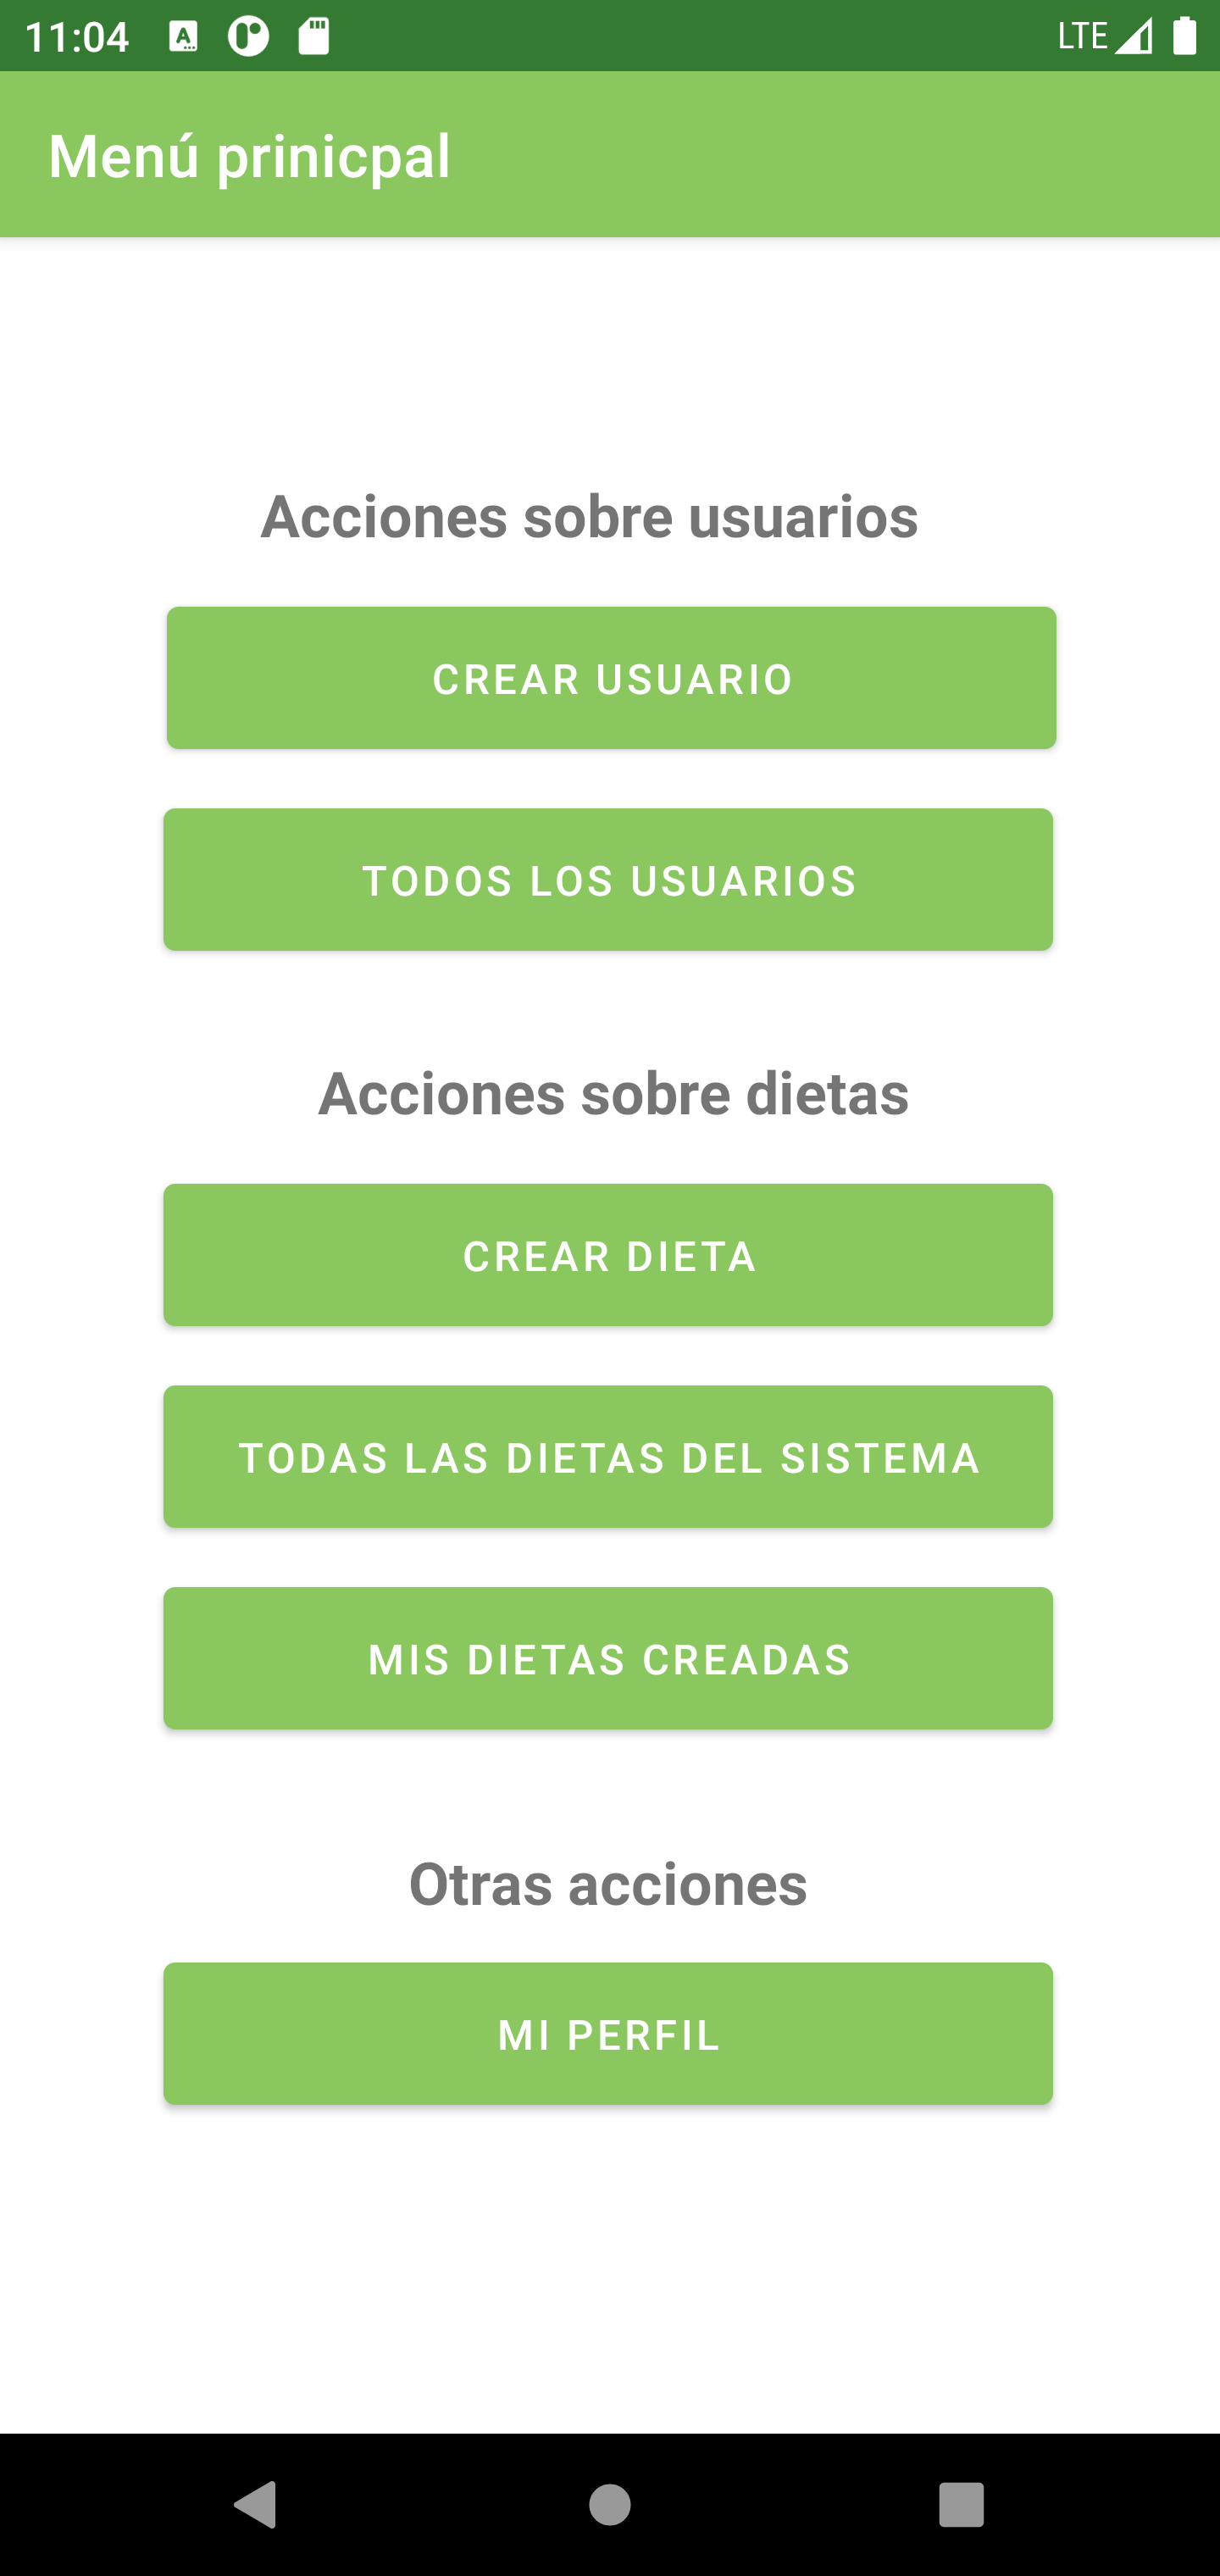 11:04
LTE
Menú prinicpal
Acciones sobre usuarios
CREAR USUARIO
TODOS LOS USUARIOS
Acciones sobre dietas
CREAR DIETA
TODAS LAS DIETAS DEL SISTEMA
MIS DIETAS CREADAS
Otras acciones
MI PERFIL